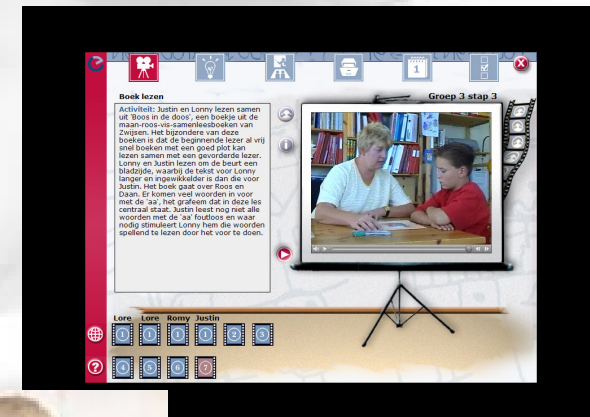 1
Boek lezen
Groep 3 stap 3
Activiteit: Justin en Lonny lezen samen
uit 'Boos in de doos', een boekje uit de
maan-roos-vis-samenleesboeken van
Zwijsen. Het bijzondere van deze
boeken is dat de beginnende lezer al vrij
snel boeken met een goed plot kan
lezen samen met een gevorderde lezer.
Lonny en Justin lezen om de beurt een
bladzijde, waarbij de tekst voor Lonny
langer en ingewikkelder is dan die voor
Justin. Het boek gaat over Roos en
Daan. Er komen veel woorden in voor
met de 'aa', het grafeem dat in deze les
centraal staat. Justin leest nog niet alle
woorden met de 'aa' foutloos en waar
nodig stimuleert Lonny hem die woorden
spellend te lezen door het voor te doen.
Lore Lore Romy Justin
1 1 1 1 2 3
4 5 6 7